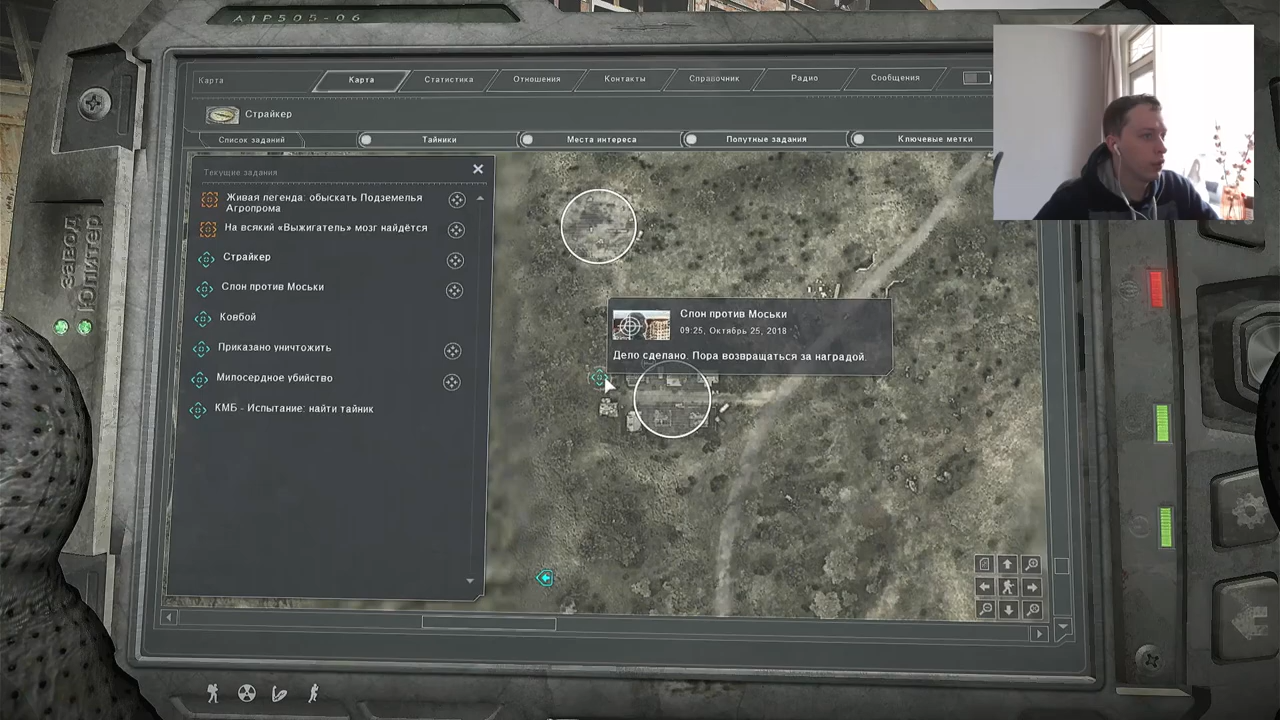 A1P505-06
Карта
Карта
Статистика
Отношения
Контакты
Справочник
Радио
Сообщения
Страйкер
Список заданий
Тайники
Места интереса
Попутные задания
Ключевые метки
Текущие задания
Живая легенда: обыскать Подземелья
Агропрома
На всякий «Выжигатель» мозг найдётся
Страйкер
Слон против Моськи
Ковбой
Приказано уничтожить
Милосердное убийство
КМБ - Испытание: найти тайник
Слон против Моськи
09:25, Октябрь 25, 2018
Дело сделано. Пора возвращаться за наградой.
ЗАВОД
Юпитер